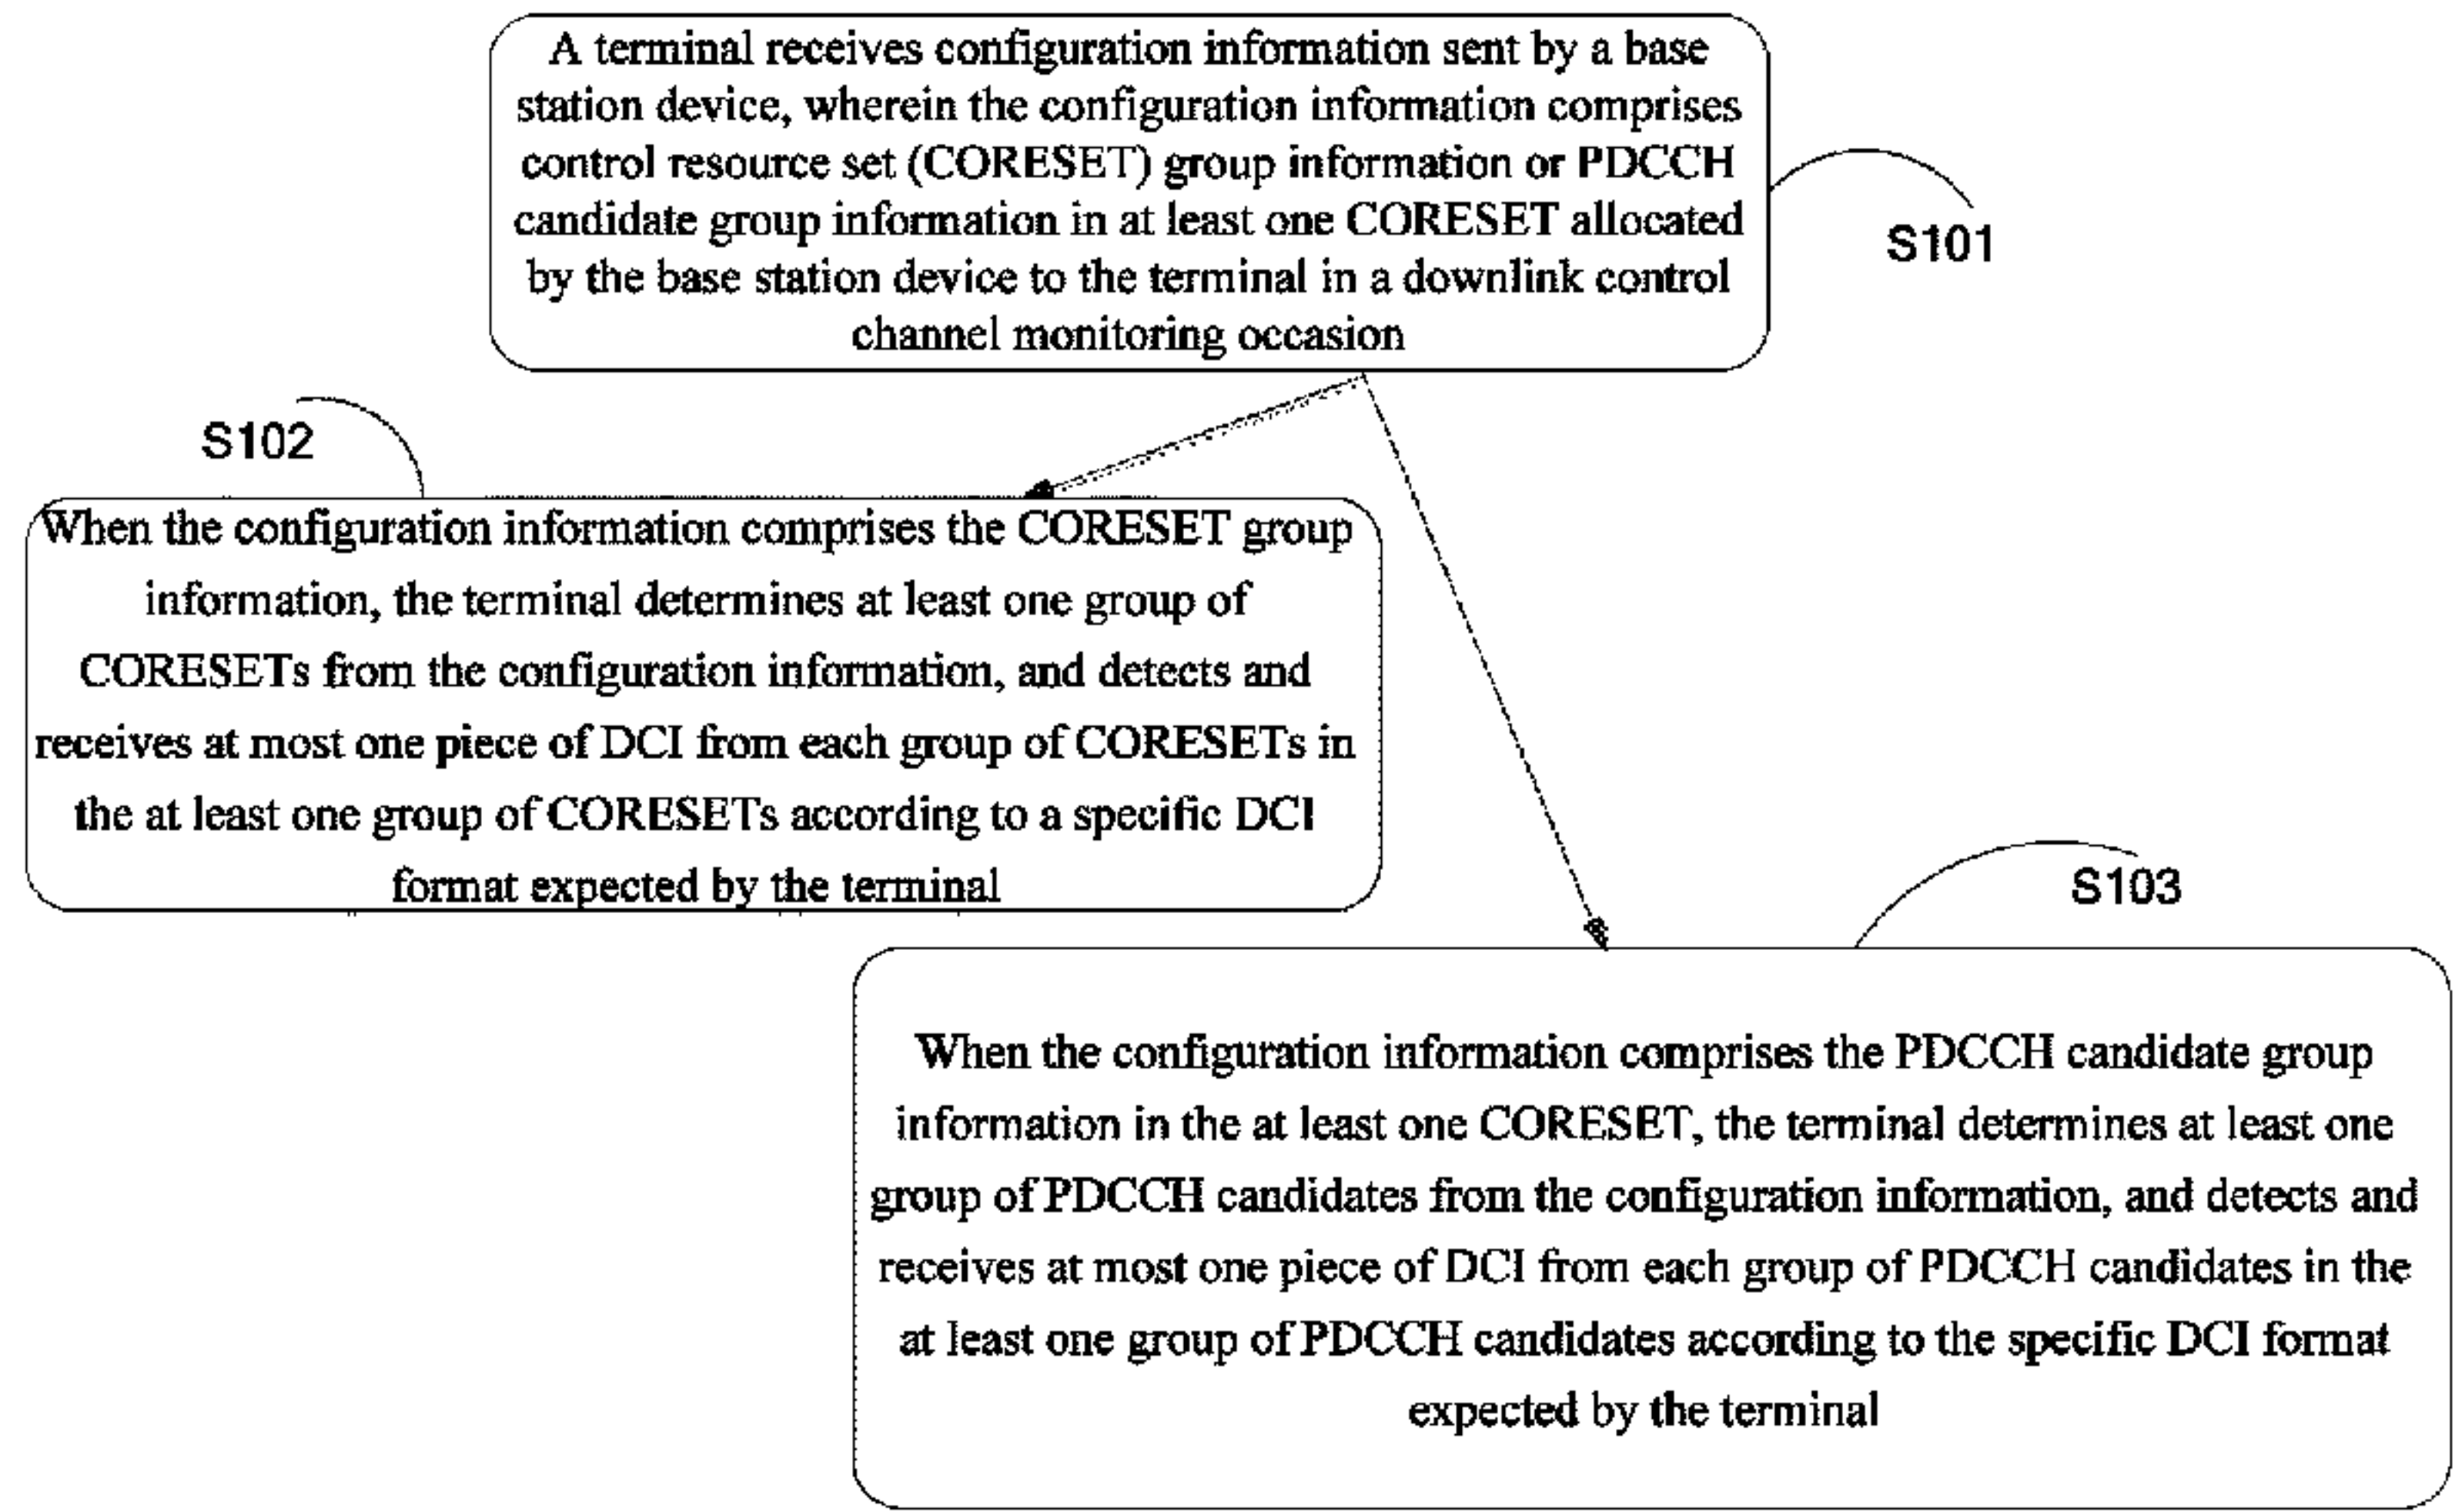 A terminal receives configuration information sent by a base
station device, wherein the configuration information comprises
control resource set (CORESET) group information or PDCCH
candidate group information in at least one CORESET allocated
by the base station device to the terminal in a downlink control
channel monitoring occasion
S101
S102
When the configuration information comprises the CORESET group
information, the terminal determines at least one group of
CORESETs from the configuration information, and detects and
receives at most one piece of DCI from each group of CORESETs in
the at least one group of CORESETs according to a specific DCI
format expected by the terminal
S103
When the configuration information comprises the PDCCH candidate group
information in the at least one CORESET, the terminal determines at least one
group of PDCCH candidates from the configuration information, and detects and
receives at most one piece of DCI from each group of PDCCH candidates in the
at least one group of PDCCH candidates according to the specific DCI format
expected by the terminal